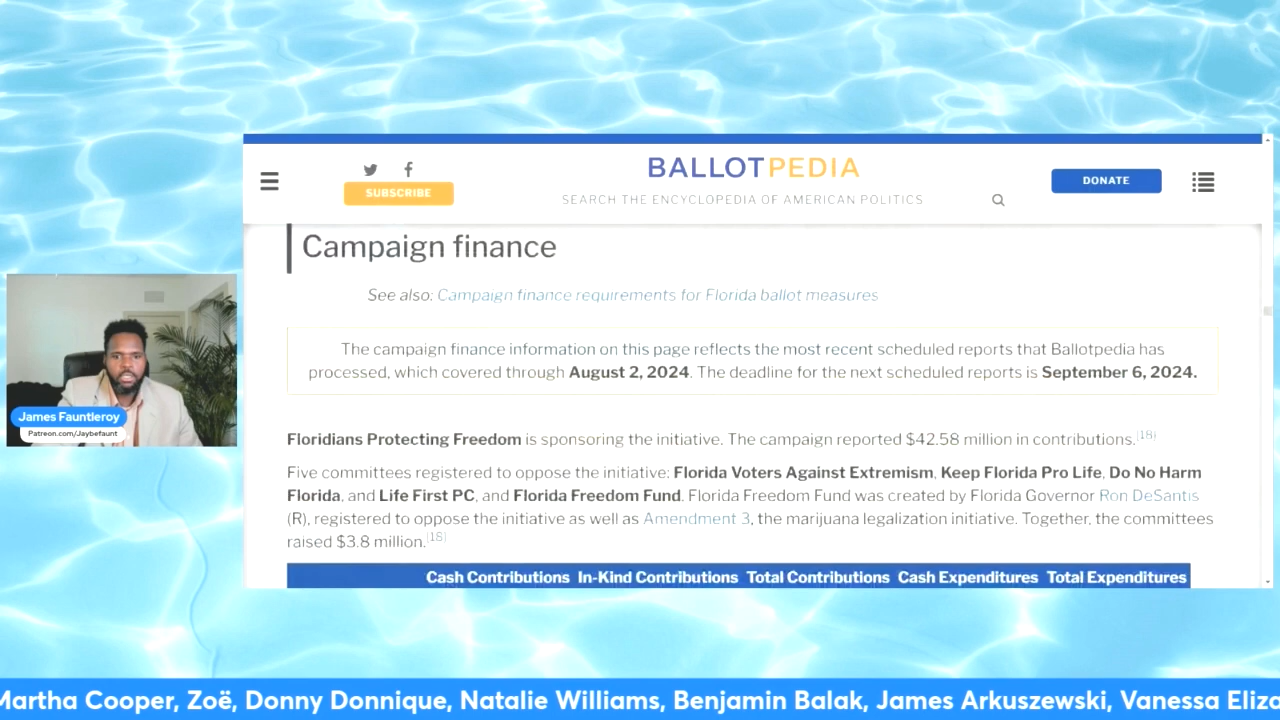 BALLOTPEDIA
SUBSCRIBE
SEARCH THE ENCYCLOPEDIA OF AMERICAN POLITICS
DONATE
Campaign finance
See also: Campaign finance requirements for Florida ballot measures
The campaign finance information on this page reflects the most recent scheduled reports that Ballotpedia has
processed, which covered through August 2, 2024. The deadline for the next scheduled reports is September 6, 2024.
Floridians Protecting Freedom is sponsoring the initiative. The campaign reported $42.58 million in contributions.[18]
Five committees registered to oppose the initiative: Florida Voters Against Extremism, Keep Florida Pro Life, Do No Harm
Florida, and Life First PC, and Florida Freedom Fund. Florida Freedom Fund was created by Florida Governor Ron DeSantis
(R), registered to oppose the initiative as well as Amendment 3, the marijuana legalization initiative. Together, the committees
raised $3.8 million.[18]
Cash Contributions In-Kind Contributions Total Contributions Cash Expenditures Total Expenditures
James Fauntleroy
Patreon.com/Jaybefaunt
Martha Cooper, Zoë, Donny Donnique, Natalie Williams, Benjamin Balak, James Arkuszewski, Vanessa Eliza